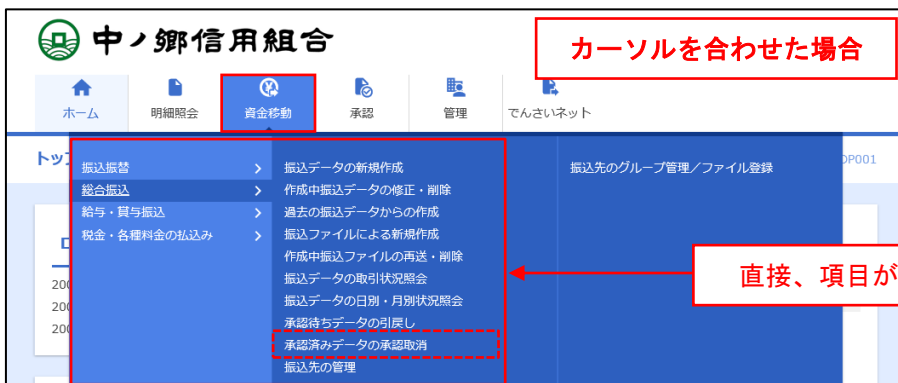 中ノ郷信用組合
カーソルを合わせた場合
ホーム
明細照会
資金移動
承認
管理
でんさいネット
トップ
OP001
振込振替
総合振込
給与・賞与振込
税金・各種料金の払込み
振込データの新規作成
作成中振込データの修正・削除
過去の振込データからの作成
振込ファイルによる新規作成
作成中振込ファイルの再送・削除
振込データの取引状況照会
振込データの日別・月別状況照会
承認待ちデータの引戻し
承認済みデータの承認取消
振込先の管理
振込先のグループ管理/ファイル登録
直接、項目が
200
200
200